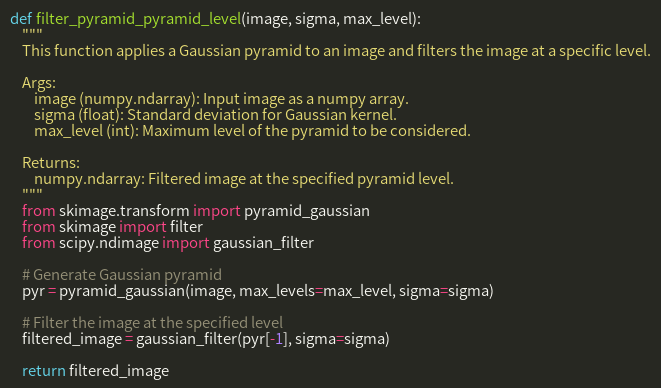 def filter_pyramid_pyramid_level(image, sigma, max_level):
    """
    This function applies a Gaussian pyramid to an image and filters the image at a specific level.

    Args:
        image (numpy.ndarray): Input image as a numpy array.
        sigma (float): Standard deviation for Gaussian kernel.
        max_level (int): Maximum level of the pyramid to be considered.

    Returns:
        numpy.ndarray: Filtered image at the specified pyramid level.
    """
    from skimage.transform import pyramid_gaussian
    from skimage import filter
    from scipy.ndimage import gaussian_filter

    # Generate Gaussian pyramid
    pyr = pyramid_gaussian(image, max_levels=max_level, sigma=sigma)

    # Filter the image at the specified level
    filtered_image = gaussian_filter(pyr[-1], sigma=sigma)

    return filtered_image